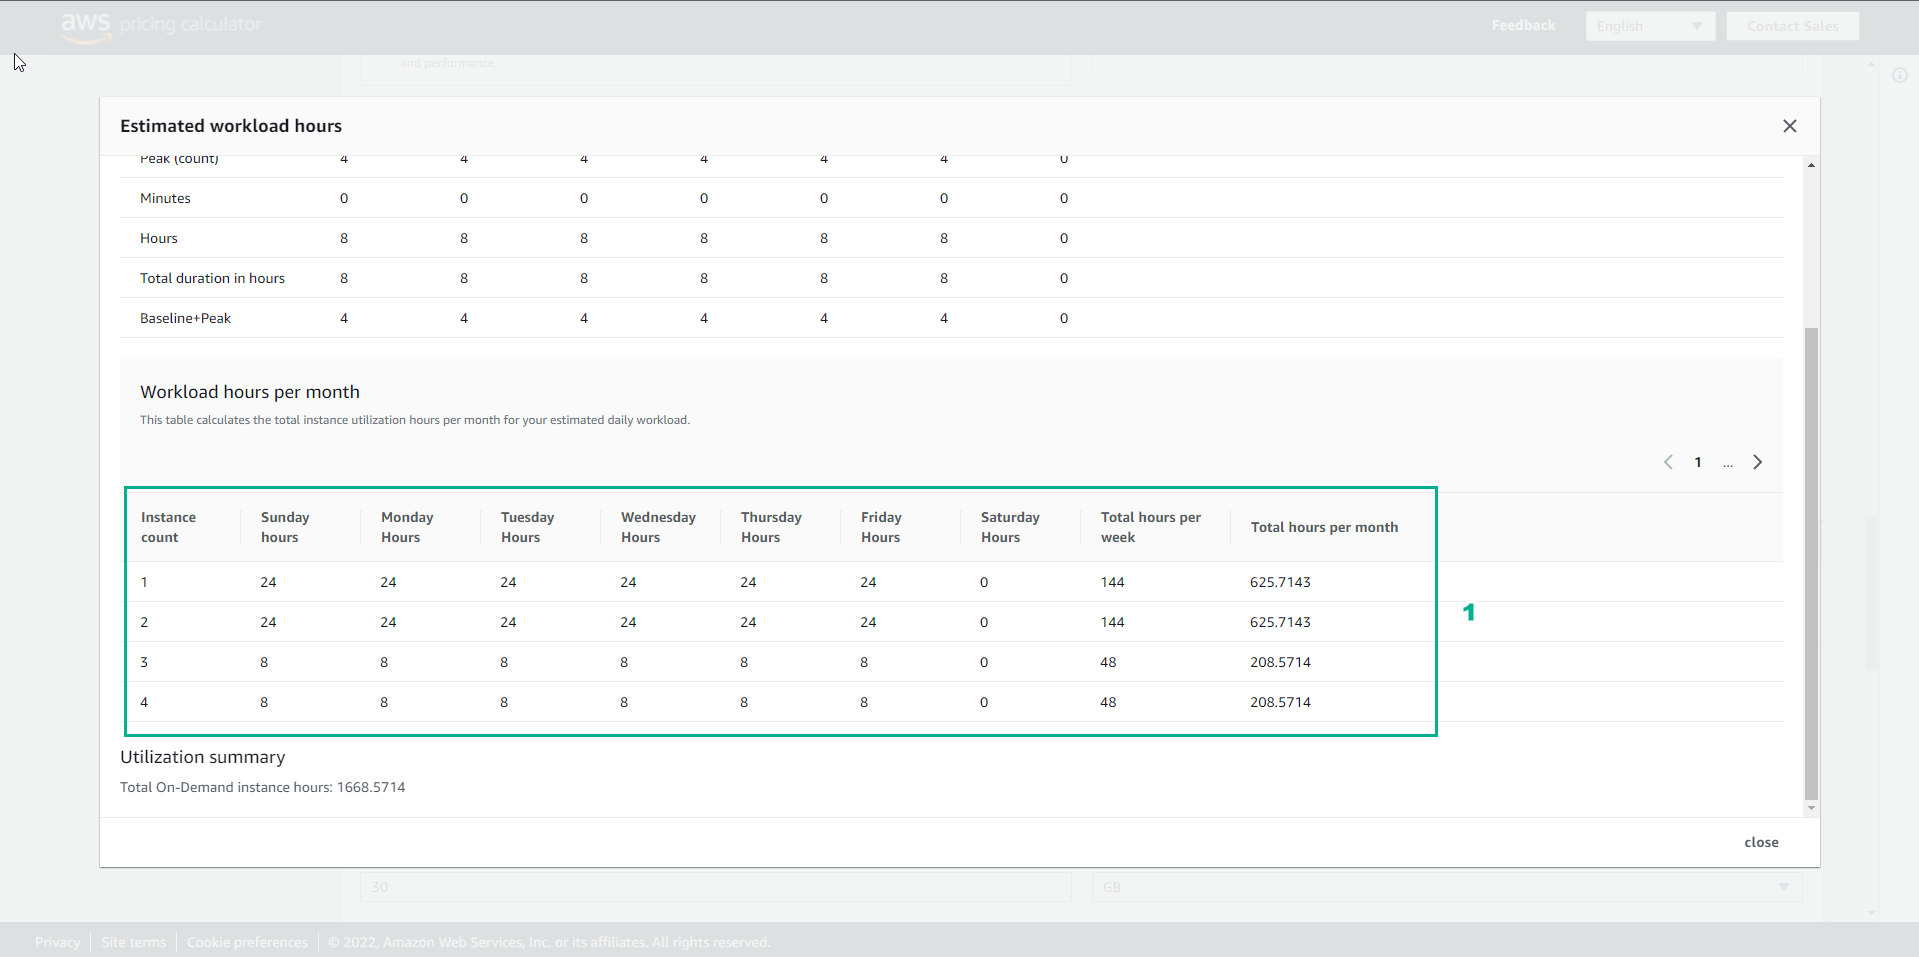 aws pricing calculator Feedback English Contact Sales
and performance
Estimated workload hours
Peak (count) 4 4 4 4 4 4 0
Minutes 0 0 0 0 0 0 0
Hours 8 8 8 8 8 8 0
Total duration in hours 8 8 8 8 8 8 0
Baseline+Peak 4 4 4 4 4 4 0
Workload hours per month
This table calculates the total instance utilization hours per month for your estimated daily workload.
1 ...
Instance count Sunday hours Monday Hours Tuesday Hours Wednesday Hours Thursday Hours Friday Hours Saturday Hours Total hours per week Total hours per month
1 24 24 24 24 24 24 0 144 625.7143
2 24 24 24 24 24 24 0 144 625.7143
3 8 8 8 8 8 8 0 48 208.5714
4 8 8 8 8 8 8 0 48 208.5714
1
Utilization summary
Total On-Demand instance hours: 1668.5714
close
30 GB
Privacy Site terms Cookie preferences © 2022, Amazon Web Services, Inc. or its affiliates. All rights reserved.